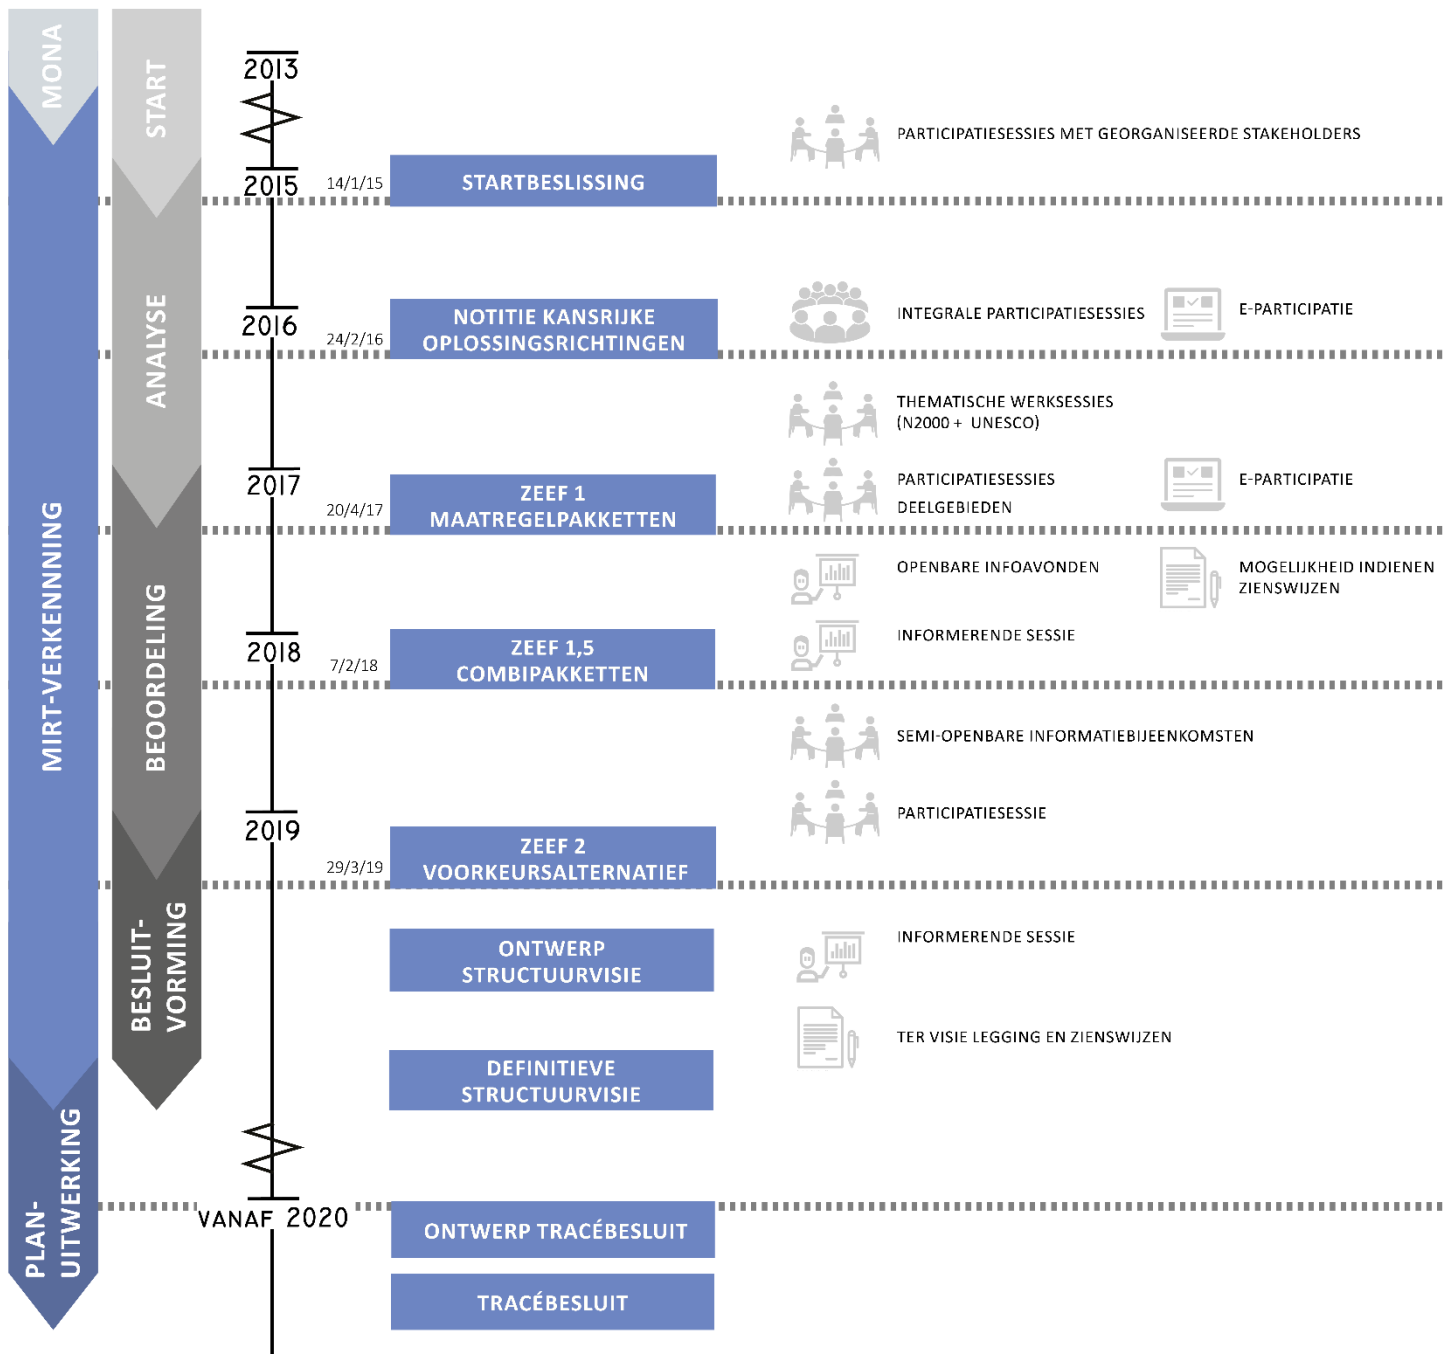 MONA
MIRT-VERKENNING
PLAN-
UITWERKING
START
ANALYSE
BEOORDELING
BESLUIT-
VORMING
2013
PARTICIPATIESESSIES MET GEORGANISEERDE STAKEHOLDERS
2015
14/1/15
STARTBESLISSING
2016
24/2/16
NOTITIE KANSRIJKE
OPLOSSINGSRICHTINGEN
INTEGRALE PARTICIPATIESESSIES
E-PARTICIPATIE
THEMATISCHE WERKSESSIES
(N2000 + UNESCO)
2017
20/4/17
ZEEF 1
MAATREGELPAKKETTEN
PARTICIPATIESESSIES
DEELGEBIEDEN
E-PARTICIPATIE
OPENBARE INFOAVONDEN
MOGELIJKHEID INDIENEN
ZIENSWIJZEN
2018
7/2/18
ZEEF 1,5
COMBIPAKKETTEN
INFORMERENDE SESSIE
SEMI-OPENBARE INFORMATIEBIJEENKOMSTEN
PARTICIPATIESESSIE
2019
29/3/19
ZEEF 2
VOORKEURSALTERNATIEF
ONTWERP
STRUCTUURVISIE
INFORMERENDE SESSIE
TER VISIE LEGGING EN ZIENSWIJZEN
DEFINITIEVE
STRUCTUURVISIE
VANAF 2020
ONTWERP TRACÉBESLUIT
TRACÉBESLUIT